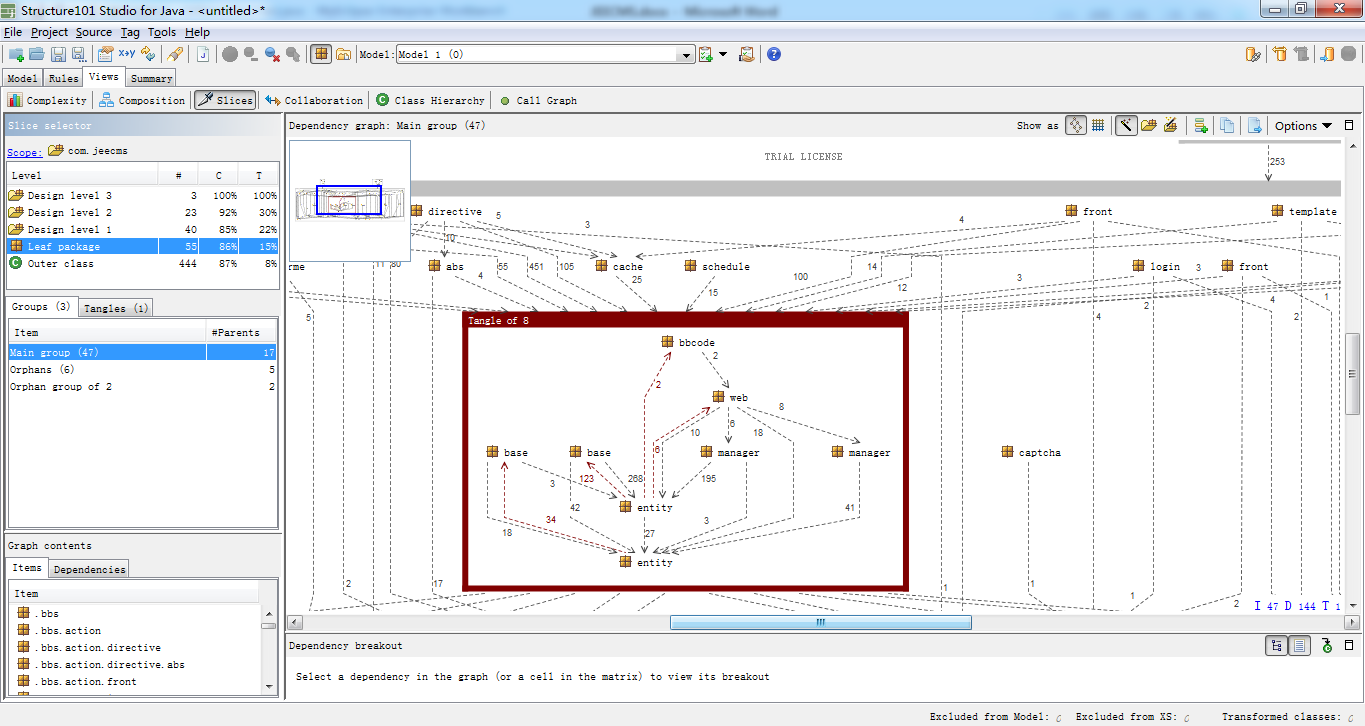 Structure101 Studio for Java - <untitled>*
File Project Source Tag Tools Help
x+y J Model: Model 1 (0) ?
Model Rules Views Summary
Complexity Composition Slices Collaboration C Class Hierarchy Call Graph
Slice selector
Scope: com.jeecms
Level # C T
Design level 3 3 100% 100%
Design level 2 23 92% 30%
Design level 1 40 85% 22%
Leaf package 55 86% 15%
C Outer class 444 87% 8%
Groups (3) Tangles (1)
Item #Parents
Main group (47) 17
Orphans (6) 5
Orphan group of 2 2
Graph contents
Items Dependencies
Item
.bbs
.bbs.action
.bbs.action.directive
.bbs.action.directive.abs
.bbs.action.front
Dependency graph: Main group (47) Show as Options
TRIAL LICENSE
253
directive 5 3 4 front template
10
rme 11 80 abs 4 55 451 105 cache 25 schedule 15 100 14 12 3 login 3 front
5 2 4 4 2 1
Tangle of 8
bbcode
2 2
web
8
10 6 18
6
base base manager manager captcha
3 123 268 195
entity
42 34 3 41
18 27
entity
2 17 1 1 1 2
I 47 D 144 T 1
Dependency breakout
Select a dependency in the graph (or a cell in the matrix) to view its breakout
Excluded from Model: Excluded from XS: Transformed classes: